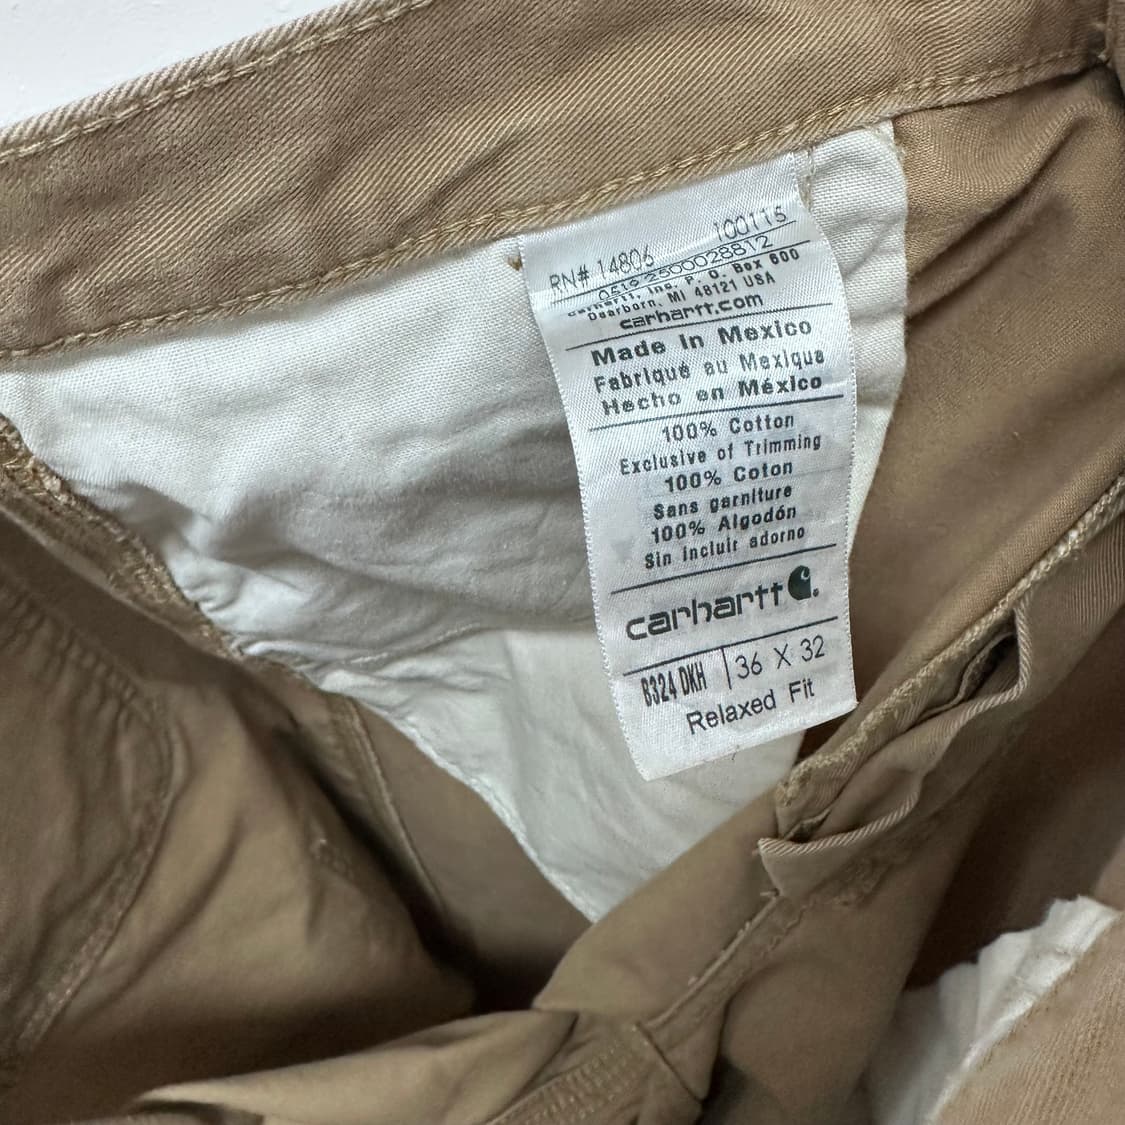 RN# 14806 100115
0519 2500028812
Carhartt, Inc. P. O. Box 600
Dearborn, MI 48121 USA
carhartt.com
Made in Mexico
Fabriqué au Mexique
Hecho en México
100% Cotton
Exclusive of Trimming
100% Coton
Sans garniture
100% Algodón
Sin incluir adorno
carhartt
B324 DKH 36 X 32
Relaxed Fit